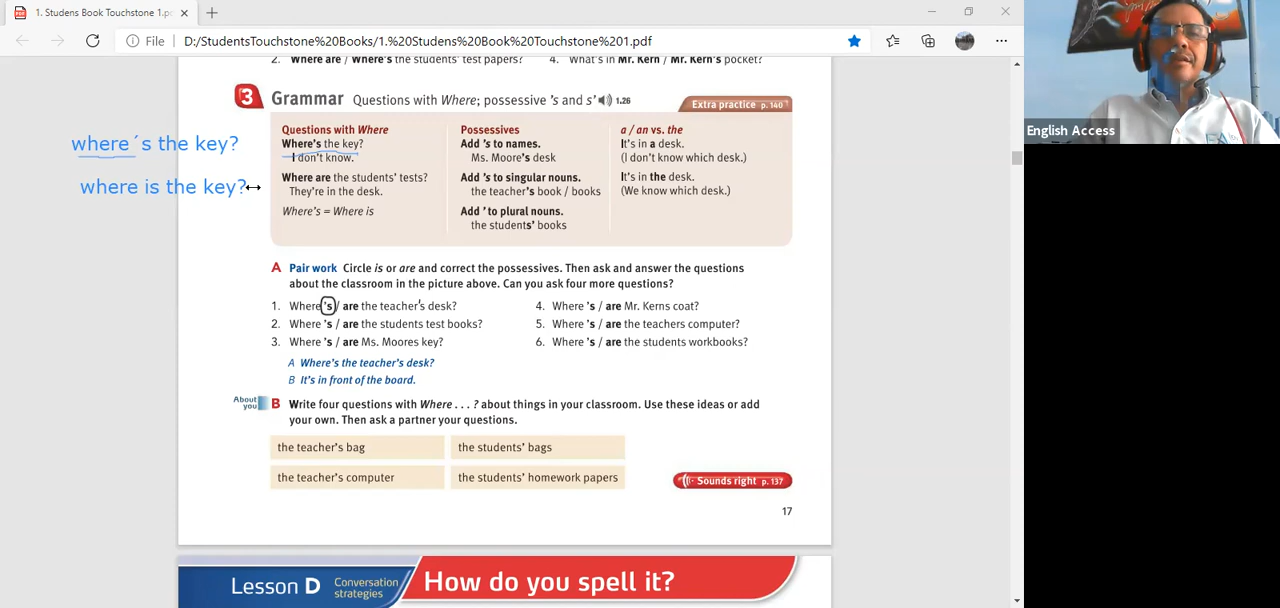 1. Studens Book Touchstone 1.p
File
D:/StudentsTouchstone%20Books/1.%20Studens%20Book%20Touchstone%201.pdf
2. Where are / Where's the students' test papers?
4. What's in Mr. Kern / Mr. Kern's pocket?
3 Grammar Questions with Where; possessive 's and s' 1.26
Extra practice p. 140
where´s the key?
where is the key?
Questions with Where
Where's the key?
I don't know.
Where are the students' tests?
They're in the desk.
Where's = Where is
Possessives
Add 's to names.
Ms. Moore's desk
Add 's to singular nouns.
the teacher's book / books
Add ' to plural nouns.
the students' books
a / an vs. the
It's in a desk.
(I don't know which desk.)
It's in the desk.
(We know which desk.)
A Pair work Circle is or are and correct the possessives. Then ask and answer the questions
about the classroom in the picture above. Can you ask four more questions?
1. Where 's / are the teacher's desk?
2. Where 's / are the students test books?
3. Where 's / are Ms. Moores key?
4. Where 's / are Mr. Kerns coat?
5. Where 's / are the teachers computer?
6. Where 's / are the students workbooks?
A Where's the teacher's desk?
B It's in front of the board.
About
you
B Write four questions with Where . . . ? about things in your classroom. Use these ideas or add
your own. Then ask a partner your questions.
the teacher's bag
the students' bags
the teacher's computer
the students' homework papers
Sounds right p. 137
17
Lesson D Conversation
strategies
How do you spell it?
English Access